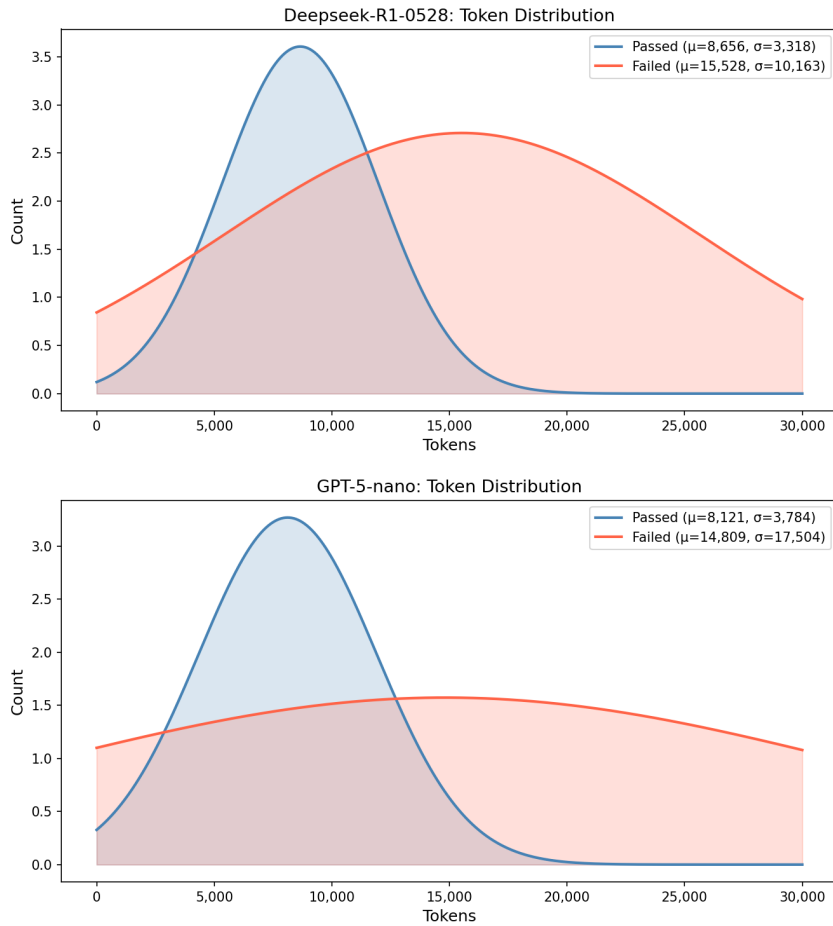 Deepseek-R1-0528: Token Distribution
Passed (μ=8,656, σ=3,318)
Failed (μ=15,528, σ=10,163)
3.5
3.0
2.5
2.0
1.5
1.0
0.5
0.0
Count
0 5,000 10,000 15,000 20,000 25,000 30,000
Tokens
GPT-5-nano: Token Distribution
Passed (μ=8,121, σ=3,784)
Failed (μ=14,809, σ=17,504)
3.0
2.5
2.0
1.5
1.0
0.5
0.0
Count
0 5,000 10,000 15,000 20,000 25,000 30,000
Tokens